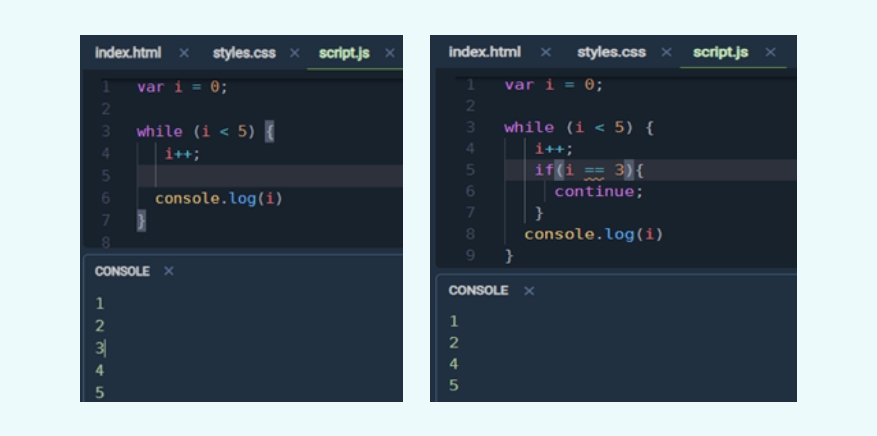 index.html × styles.css × script.js ×
1 var i = 0;
2
3 while (i < 5) {
4 i++;
5
6 console.log(i)
7 }
8
CONSOLE ×
1
2
3
4
5
index.html × styles.css × script.js ×
1 var i = 0;
2
3 while (i < 5) {
4 i++;
5 if(i == 3){
6 continue;
7 }
8 console.log(i)
9 }
CONSOLE ×
1
2
4
5